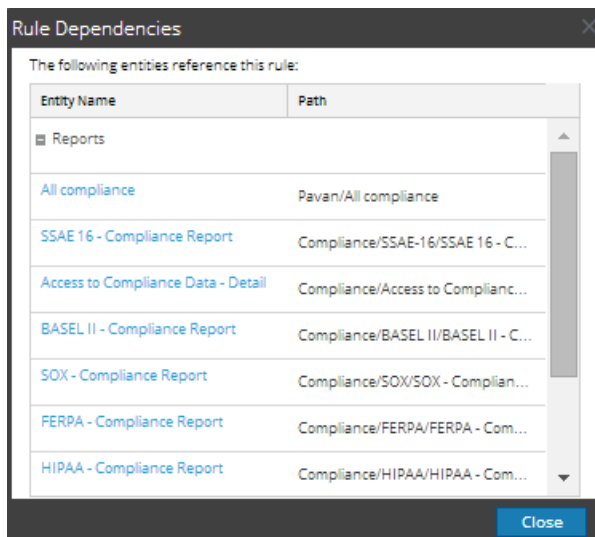 Rule Dependencies
The following entities reference this rule:
Entity Name Path
Reports
All compliance Pavan/All compliance
SSAE 16 - Compliance Report Compliance/SSAE-16/SSAE 16 - C...
Access to Compliance Data - Detail Compliance/Access to Complianc...
BASEL II - Compliance Report Compliance/BASEL II/BASEL II - C...
SOX - Compliance Report Compliance/SOX/SOX - Complian...
FERPA - Compliance Report Compliance/FERPA/FERPA - Com...
HIPAA - Compliance Report Compliance/HIPAA/HIPAA - Com...
Close